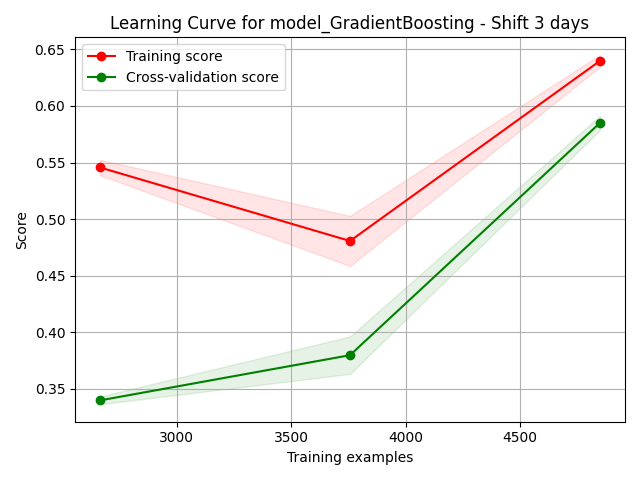 Learning Curve for model_GradientBoosting - Shift 3 days
Training score
Cross-validation score
0.65
0.60
0.55
0.50
0.45
0.40
0.35
Score
3000 3500 4000 4500
Training examples